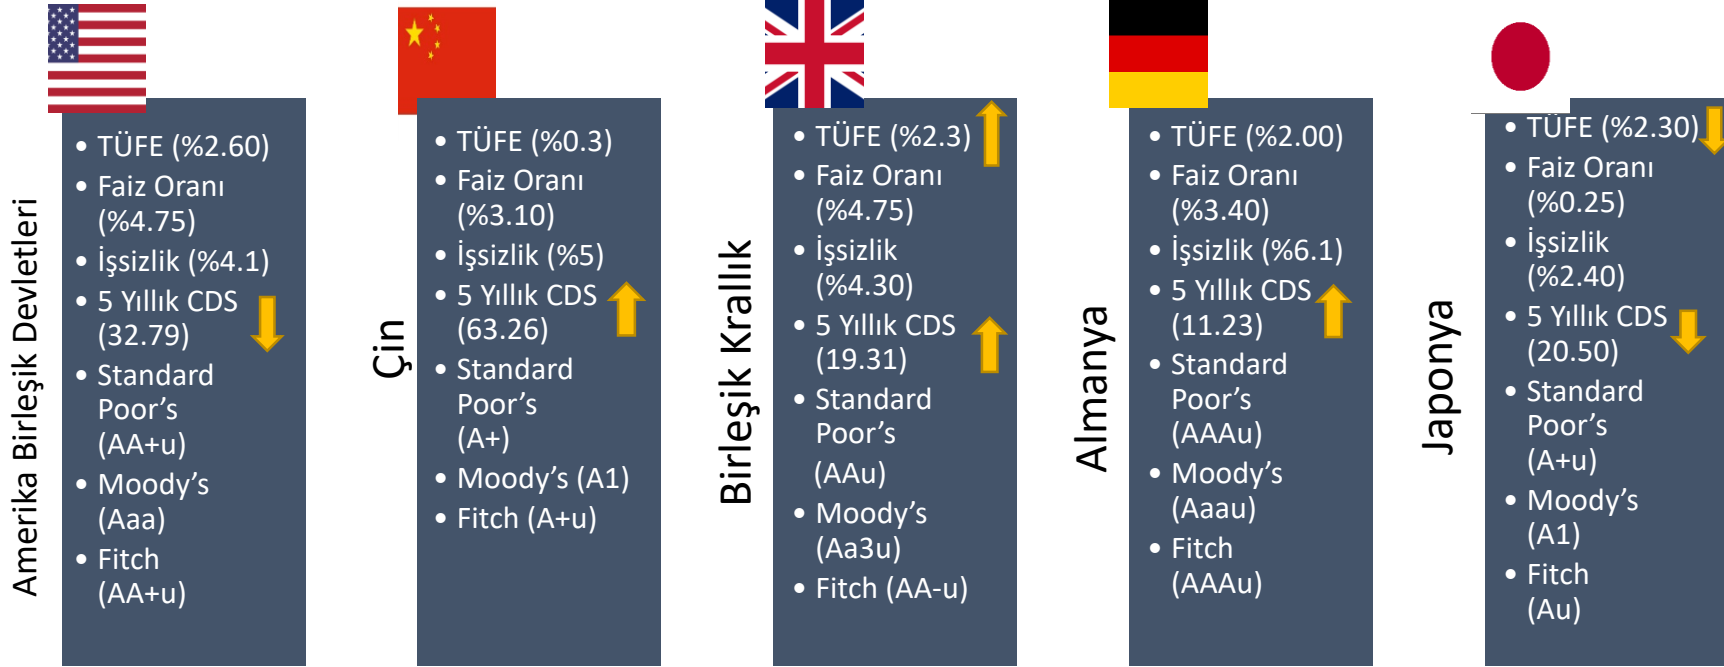 Amerika Birleşik Devletleri
• TÜFE (%2.60)
• Faiz Oranı
(%4.75)
• İşsizlik (%4.1)
• 5 Yıllık CDS
(32.79)
• Standard
Poor’s
(AA+u)
• Moody’s
(Aaa)
• Fitch
(AA+u)
Çin
• TÜFE (%0.3)
• Faiz Oranı
(%3.10)
• İşsizlik (%5)
• 5 Yıllık CDS
(63.26)
• Standard
Poor’s
(A+)
• Moody’s (A1)
• Fitch (A+u)
Birleşik Krallık
• TÜFE (%2.3)
• Faiz Oranı
(%4.75)
• İşsizlik
(%4.30)
• 5 Yıllık CDS
(19.31)
• Standard
Poor’s
(AAu)
• Moody’s
(Aa3u)
• Fitch (AA-u)
Almanya
• TÜFE (%2.00)
• Faiz Oranı
(%3.40)
• İşsizlik (%6.1)
• 5 Yıllık CDS
(11.23)
• Standard
Poor’s
(AAAu)
• Moody’s
(Aaau)
• Fitch
(AAAu)
Japonya
• TÜFE (%2.30)
• Faiz Oranı
(%0.25)
• İşsizlik
(%2.40)
• 5 Yıllık CDS
(20.50)
• Standard
Poor’s
(A+u)
• Moody’s
(A1)
• Fitch
(Au)